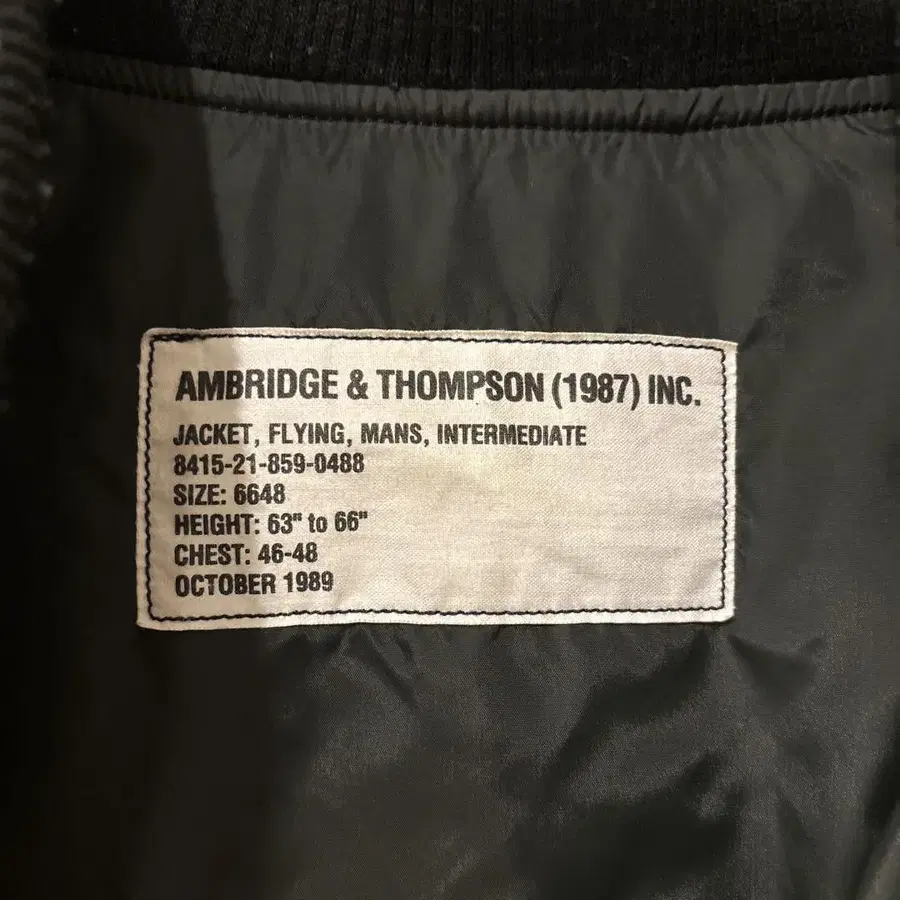 AMBRIDGE & THOMPSON (1987) INC.
JACKET, FLYING, MANS, INTERMEDIATE
8415-21-859-0488
SIZE: 6648
HEIGHT: 63" to 66"
CHEST: 46-48
OCTOBER 1989